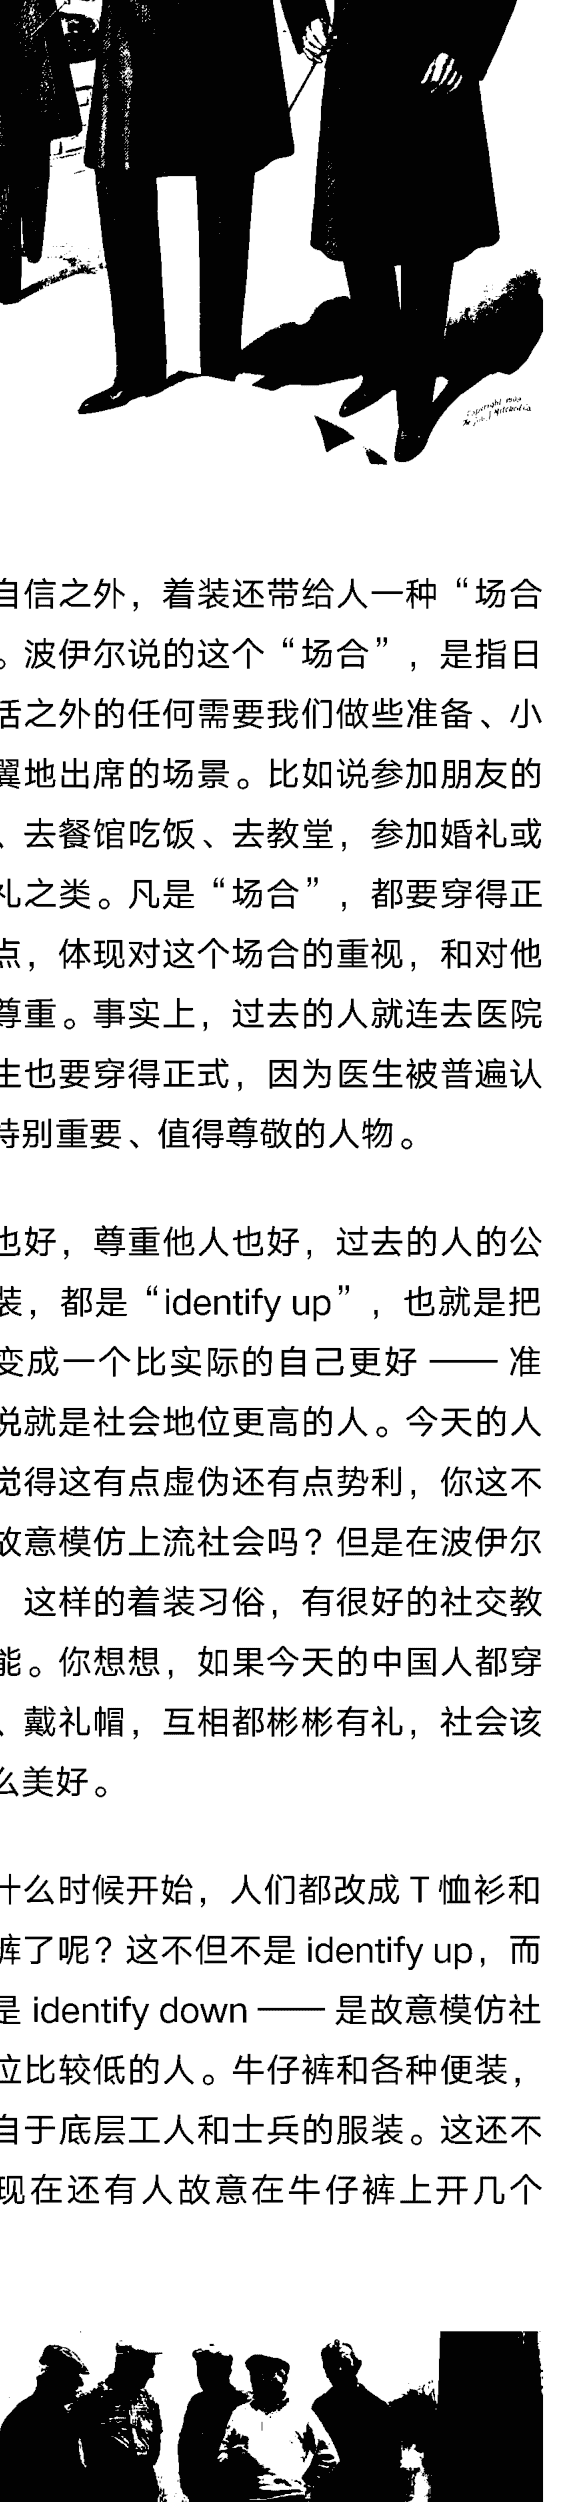 Copyright 1909
自信之外，着装还带给人一种“场合
。波伊尔说的这个“场合”，是指日
活之外的任何需要我们做些准备、小
翼地出席的场景。比如说参加朋友的
、去餐馆吃饭、去教堂，参加婚礼或
礼之类。凡是“场合”，都要穿得正
点，体现对这个场合的重视，和对他
尊重。事实上，过去的人就连去医院
生也要穿得正式，因为医生被普遍认
特别重要、值得尊敬的人物。
也好，尊重他人也好，过去的人的公
装，都是“identify up”，也就是把
变成一个比实际的自己更好 —— 准
说就是社会地位更高的人。今天的人
觉得这有点虚伪还有点势利，你这不
故意模仿上流社会吗？但是在波伊尔
，这样的着装习俗，有很好的社交教
能。你想想，如果今天的中国人都穿
、戴礼帽，互相都彬彬有礼，社会该
么美好。
什么时候开始，人们都改成 T 恤衫和
裤了呢？这不但不是 identify up，而
是 identify down —— 是故意模仿社
位比较低的人。牛仔裤和各种便装，
自于底层工人和士兵的服装。这还不
现在还有人故意在牛仔裤上开几个